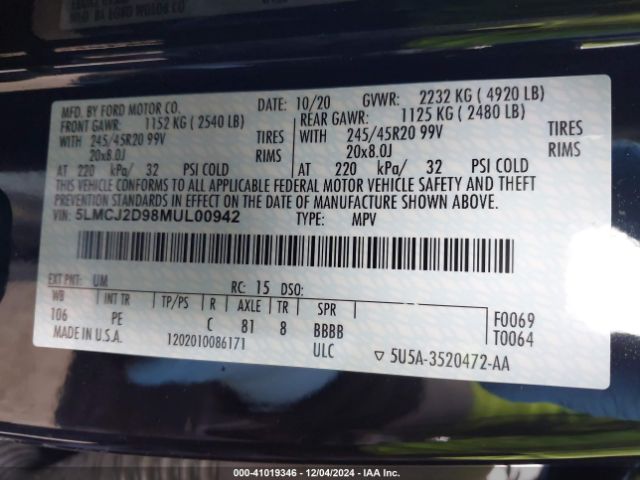 MFD. BY FORD MOTOR CO. DATE: 10/20 GVWR: 2232 KG ( 4920 LB)
FRONT GAWR: 1152 KG ( 2540 LB) REAR GAWR: 1125 KG ( 2480 LB)
WITH 245/45R20 99V TIRES WITH 245/45R20 99V TIRES
20x8.0J RIMS 20x8.0J RIMS
AT 220 kPa/ 32 PSI COLD AT 220 kPa/ 32 PSI COLD
THIS VEHICLE CONFORMS TO ALL APPLICABLE FEDERAL MOTOR VEHICLE SAFETY AND THEFT
PREVENTION STANDARDS IN EFFECT ON THE DATE OF MANUFACTURE SHOWN ABOVE.
VIN: 5LMCJ2D98MUL00942 TYPE: MPV
EXT PNT: UM RC: 15 DSO:
WB INT TR TP/PS R AXLE TR SPR
106 PE C 81 8 BBBB F0069
T0064
MADE IN U.S.A. 1202010086171 ULC
5U5A-3520472-AA
000-41019346 - 12/04/2024 - IAA Inc.